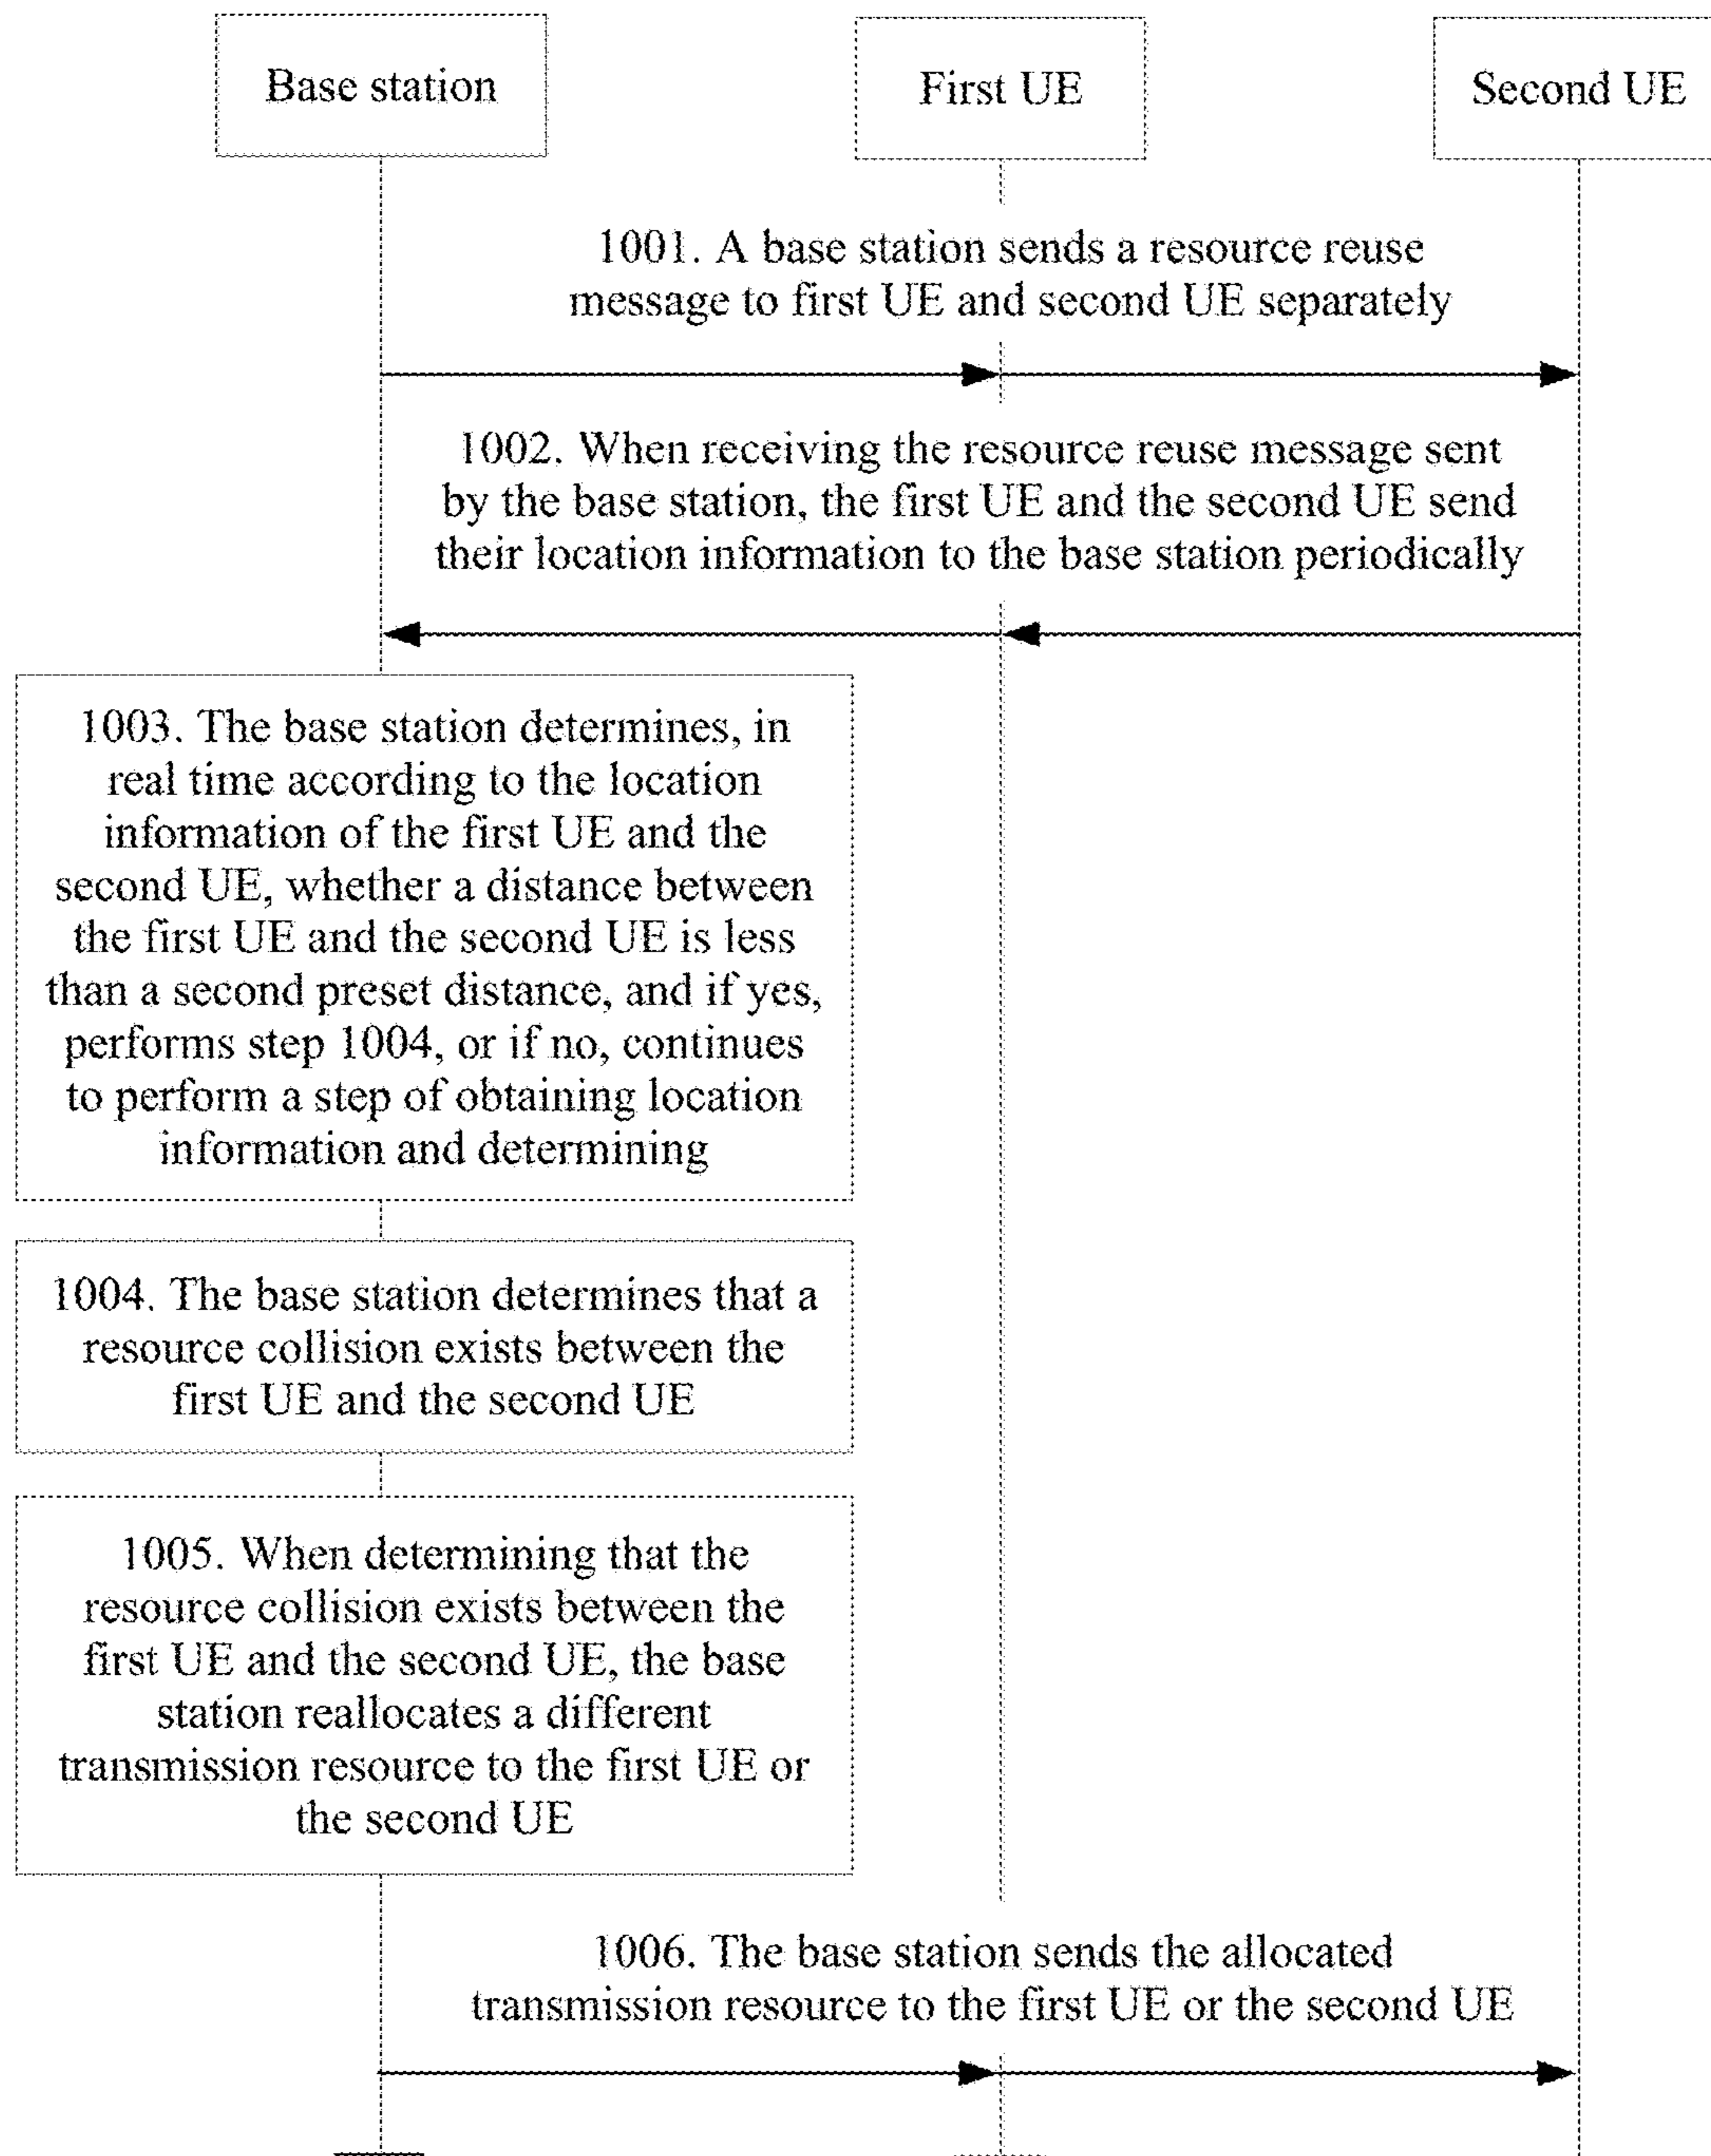 Base station
First UE
Second UE
1001. A base station sends a resource reuse
message to first UE and second UE separately
1002. When receiving the resource reuse message sent
by the base station, the first UE and the second UE send
their location information to the base station periodically
1003. The base station determines, in
real time according to the location
information of the first UE and the
second UE, whether a distance between
the first UE and the second UE is less
than a second preset distance, and if yes,
performs step 1004, or if no, continues
to perform a step of obtaining location
information and determining
1004. The base station determines that a
resource collision exists between the
first UE and the second UE
1005. When determining that the
resource collision exists between the
first UE and the second UE, the base
station reallocates a different
transmission resource to the first UE or
the second UE
1006. The base station sends the allocated
transmission resource to the first UE or the second UE